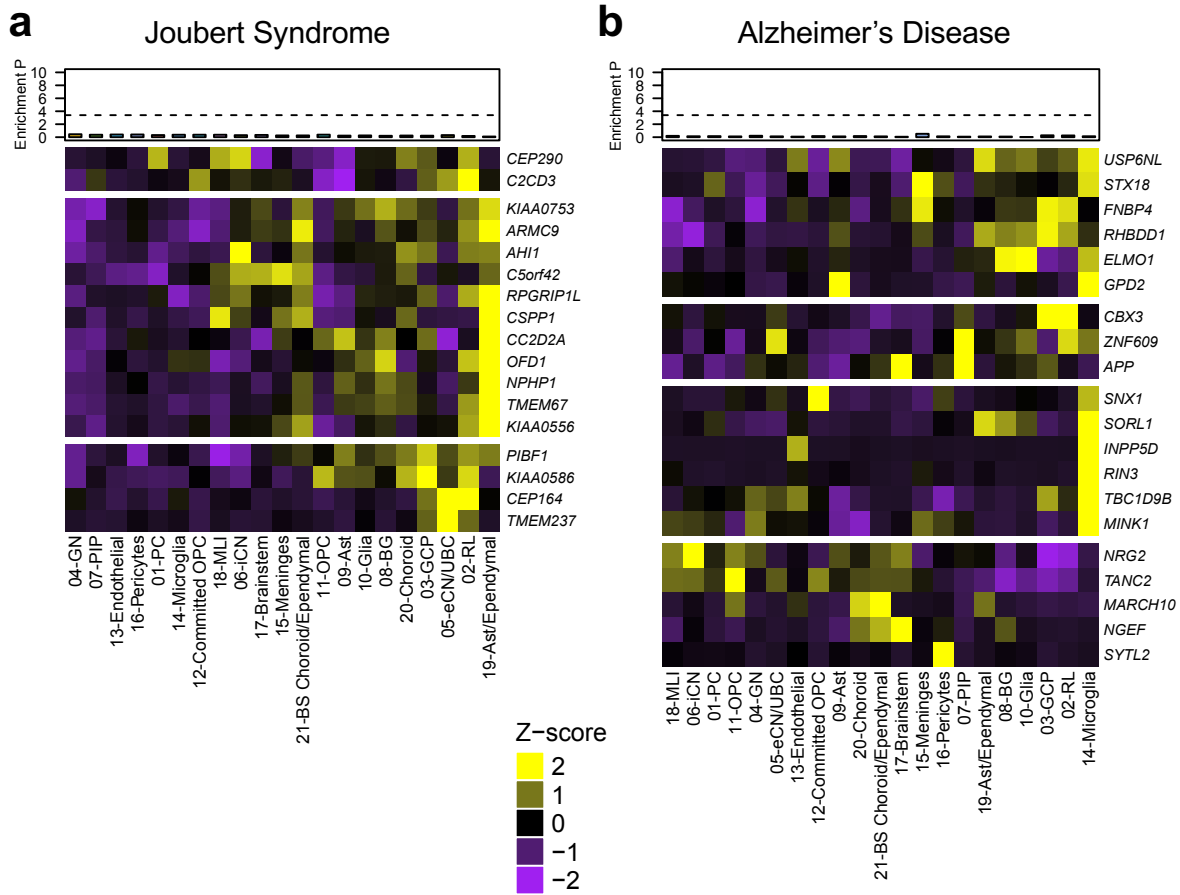 a
Joubert Syndrome
Enrichment P
10
8
6
4
2
0
CEP290
C2CD3
KIAA0753
ARMC9
AHI1
C5orf42
RPGRIP1L
CSPP1
CC2D2A
OFD1
NPHP1
TMEM67
KIAA0556
PIBF1
KIAA0586
CEP164
TMEM237
04-GN
07-PIP
13-Endothelial
16-Pericytes
01-PC
14-Microglia
12-Committed OPC
18-MLI
06-iCN
17-Brainstem
15-Meninges
21-BS Choroid/Ependymal
11-OPC
09-Ast
10-Glia
08-BG
20-Choroid
03-GCP
05-eCN/UBC
02-RL
19-Ast/Ependymal
b
Alzheimer’s Disease
Enrichment P
10
8
6
4
2
0
USP6NL
STX18
FNBP4
RHBDD1
ELMO1
GPD2
CBX3
ZNF609
APP
SNX1
SORL1
INPP5D
RIN3
TBC1D9B
MINK1
NRG2
TANC2
MARCH10
NGEF
SYTL2
18-MLI
06-iCN
01-PC
11-OPC
04-GN
05-eCN/UBC
13-Endothelial
12-Committed OPC
09-Ast
20-Choroid
21-BS Choroid/Ependymal
17-Brainstem
15-Meninges
16-Pericytes
07-PIP
19-Ast/Ependymal
08-BG
10-Glia
03-GCP
02-RL
14-Microglia
Z−score
2
1
0
−1
−2